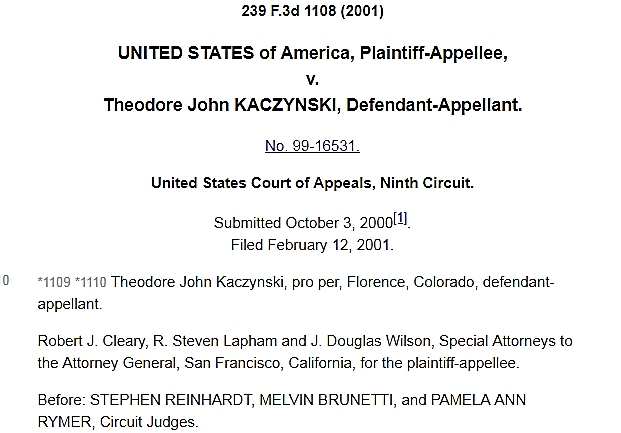 239 F.3d 1108 (2001)
UNITED STATES of America, Plaintiff-Appellee,
v.
Theodore John KACZYNSKI, Defendant-Appellant.
No. 99-16531.
United States Court of Appeals, Ninth Circuit.
Submitted October 3, 2000[1].
Filed February 12, 2001.
0 *1109 *1110 Theodore John Kaczynski, pro per, Florence, Colorado, defendant-
appellant.
Robert J. Cleary, R. Steven Lapham and J. Douglas Wilson, Special Attorneys to
the Attorney General, San Francisco, California, for the plaintiff-appellee.
Before: STEPHEN REINHARDT, MELVIN BRUNETTI, and PAMELA ANN
RYMER, Circuit Judges.